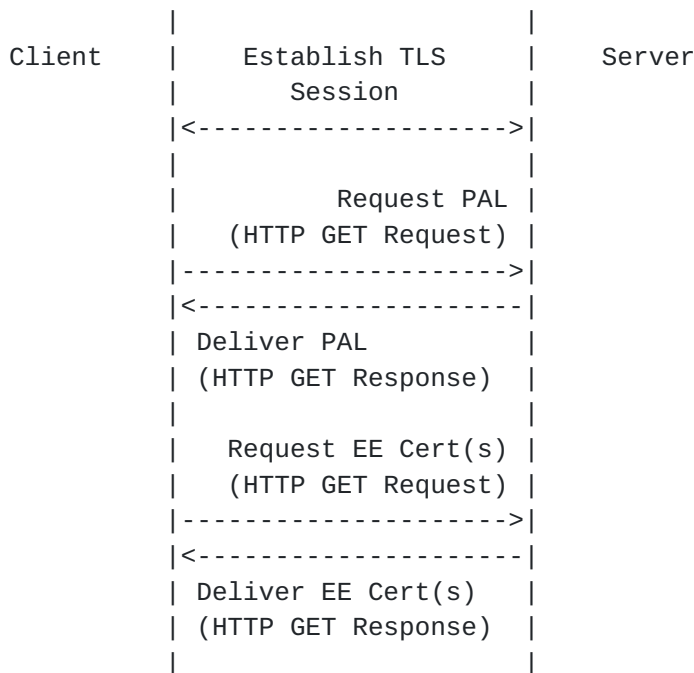 |                     |
Client    |    Establish TLS    |    Server
                |       Session       |
                |<------------------->|
                |                     |
                |         Request PAL |
                |   (HTTP GET Request) |
                |------------------->|
                |<-------------------|
                | Deliver PAL         |
                | (HTTP GET Response)  |
                |                     |
                |   Request EE Cert(s) |
                |   (HTTP GET Request) |
                |------------------->|
                |<-------------------|
                | Deliver EE Cert(s)   |
                | (HTTP GET Response)  |
                |                     |